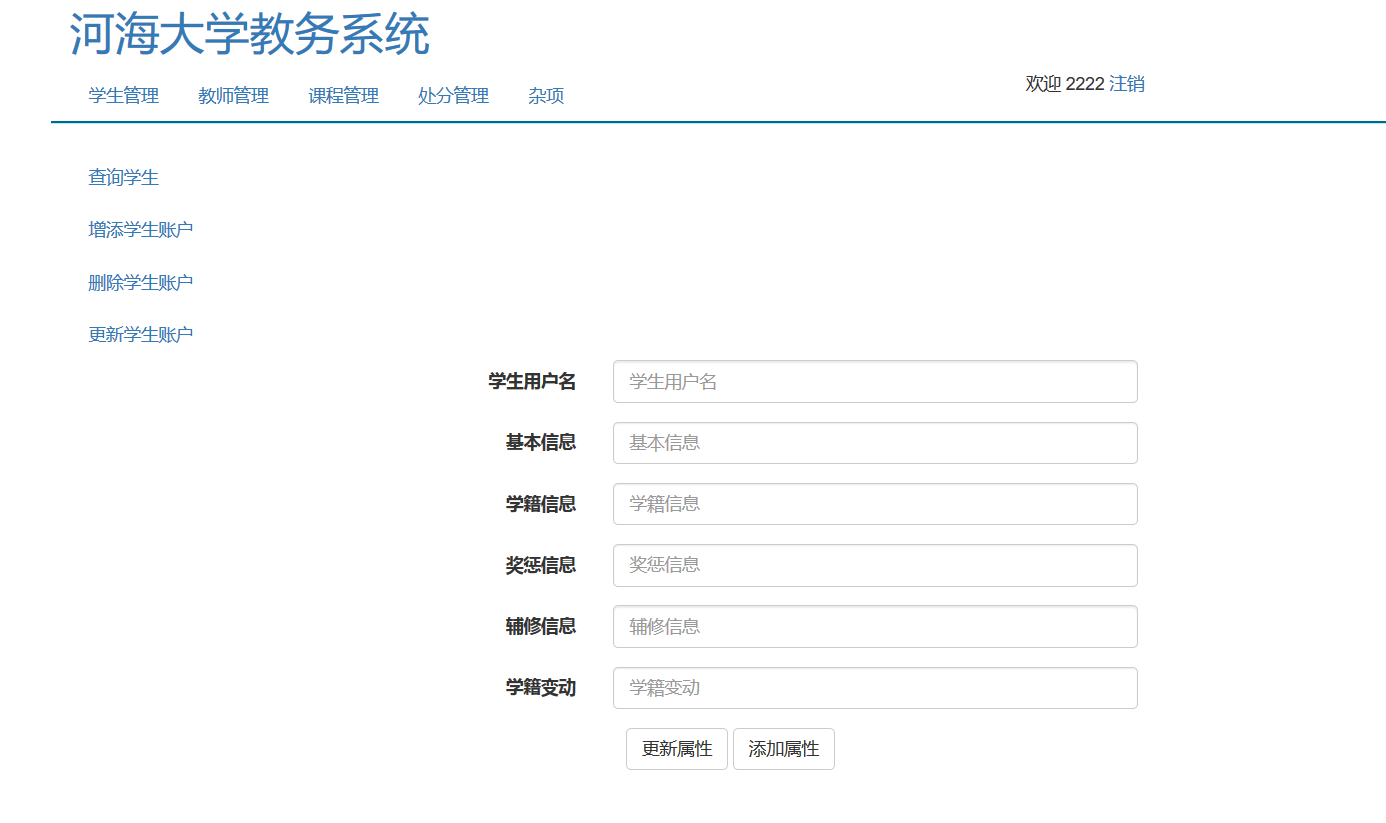 河海大学教务系统
学生管理 教师管理 课程管理 处分管理 杂项 欢迎 2222 注销
查询学生
增添学生账户
删除学生账户
更新学生账户
学生用户名 学生用户名
基本信息 基本信息
学籍信息 学籍信息
奖惩信息 奖惩信息
辅修信息 辅修信息
学籍变动 学籍变动
更新属性 添加属性